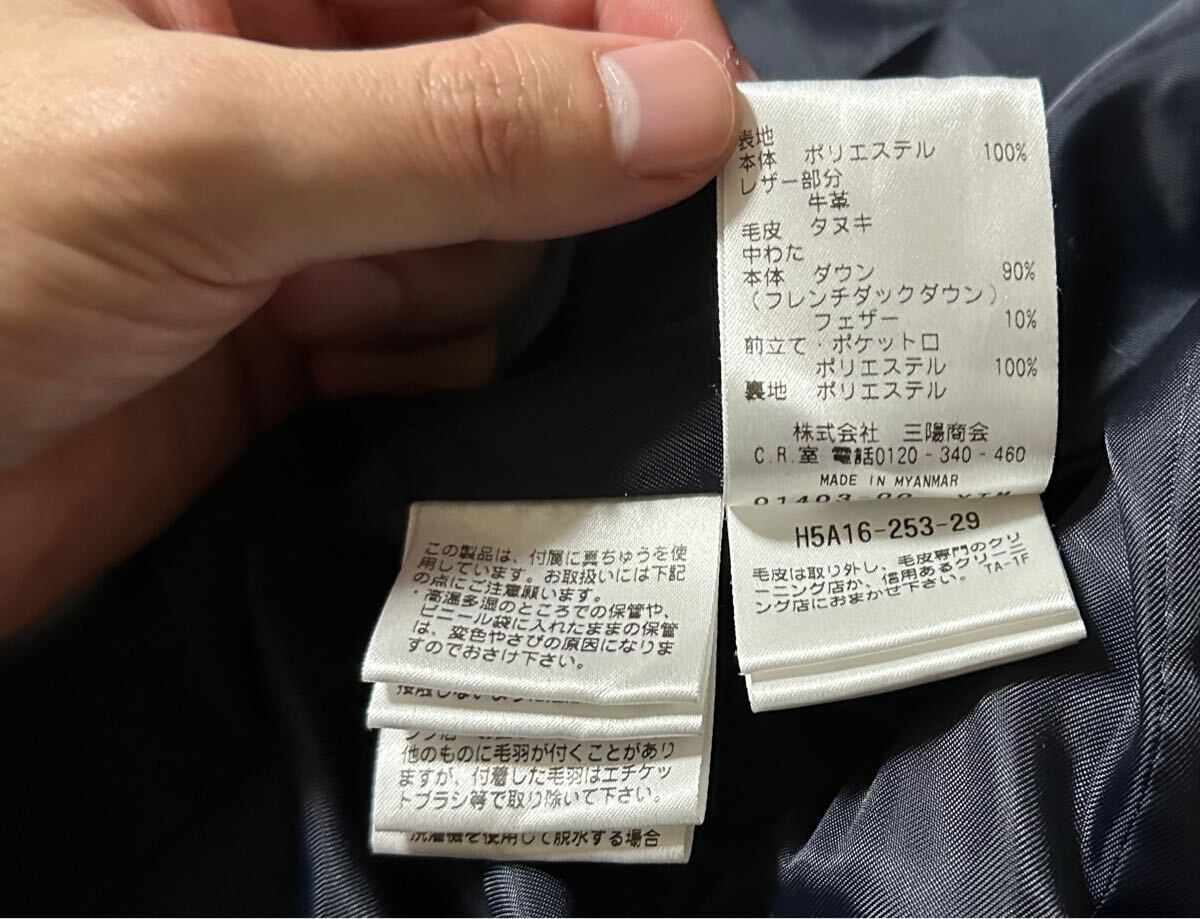 表地
本体 ポリエステル 100%
レザー部分
牛革
毛皮 タヌキ
中わた
本体 ダウン 90%
(フレンチダックダウン)
フェザー 10%
前立て・ポケット口
ポリエステル 100%
裏地 ポリエステル
株式会社 三陽商会
C.R.室 電話0120-340-460
MADE IN MYANMAR
H5A16-253-29
毛皮は取り外し、毛皮専門のクリ
ーニング店か、信用あるクリーニ
ング店におまかせ下さい。 TA-1F
この製品は、付属に真ちゅうを使
用しています。お取扱いには下記
の点にご注意願います。
・高温多湿のところでの保管や、
ビニール袋に入れたままの保管
は、変色やさびの原因になりま
すのでおさけ下さい。
他のものに毛羽が付くことがあり
ますが、付着した毛羽はエチケッ
トブラシ等で取り除いて下さい。
洗濯機を使用して脱水する場合